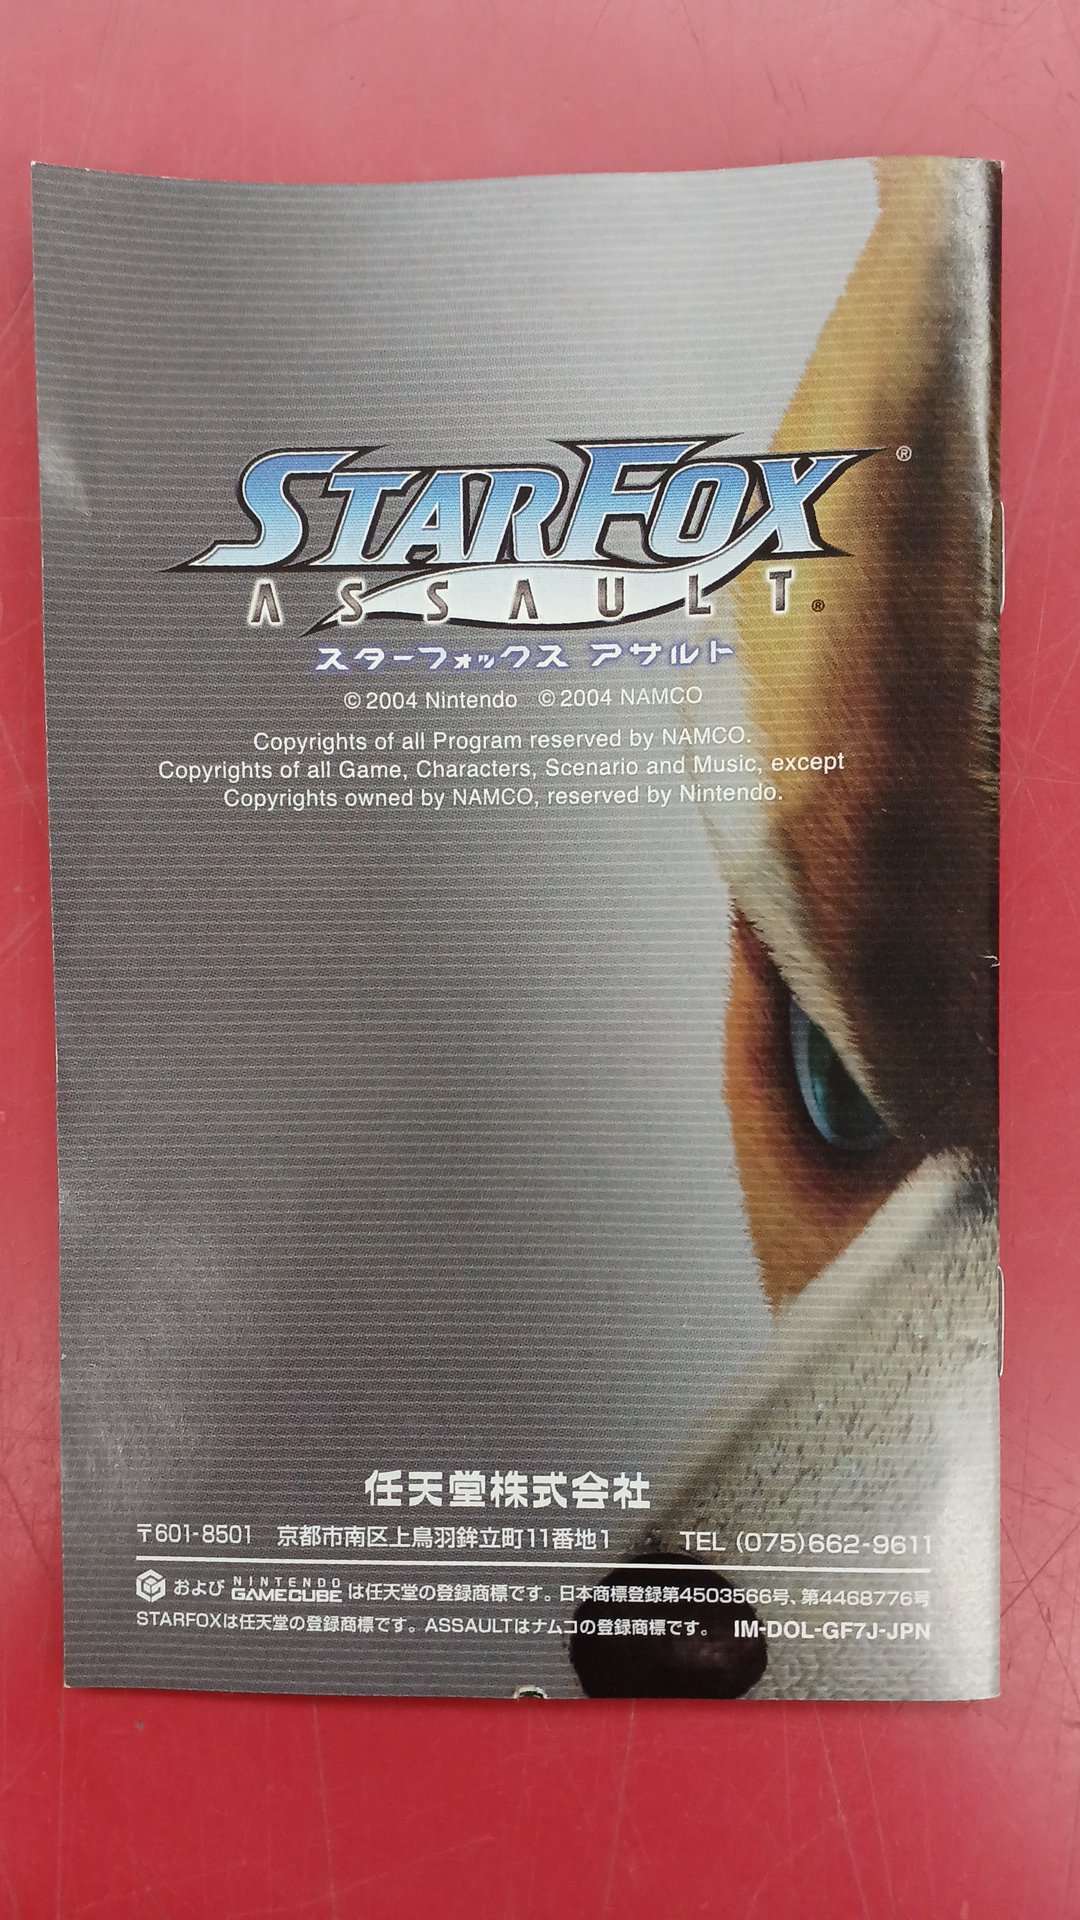 STARFOX®
ASSAULT®
スターフォックス アサルト
© 2004 Nintendo © 2004 NAMCO
Copyrights of all Program reserved by NAMCO.
Copyrights of all Game, Characters, Scenario and Music, except
Copyrights owned by NAMCO, reserved by Nintendo.
任天堂株式会社
〒601-8501 京都市南区上鳥羽鉾立町11番地1 TEL (075)662-9611
および NINTENDO GAMECUBE は任天堂の登録商標です。日本商標登録第4503566号、第4468776号
STARFOXは任天堂の登録商標です。ASSAULTはナムコの登録商標です。 IM-DOL-GF7J-JPN